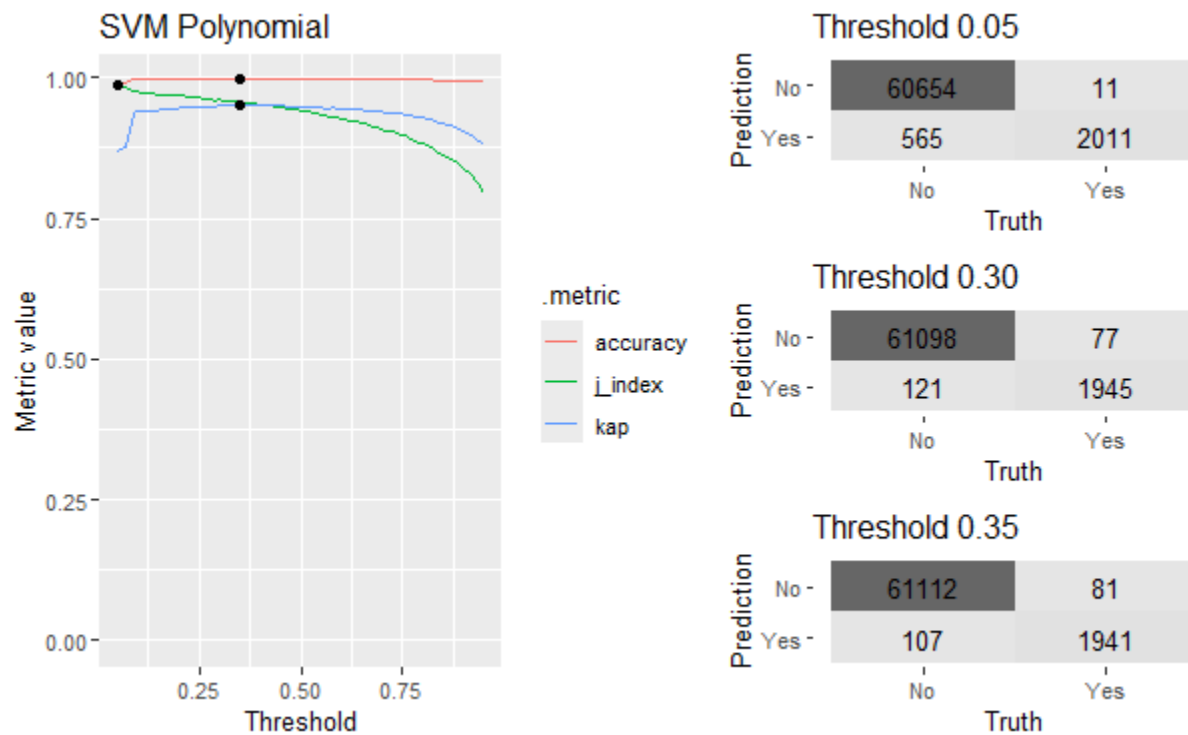 SVM Polynomial
1.00
0.75
0.50
0.25
0.00
Metric value
0.25 0.50 0.75
Threshold
.metric
accuracy
j_index
kap
Threshold 0.05
Prediction
No 60654 11
Yes 565 2011
No Yes
Truth
Threshold 0.30
Prediction
No 61098 77
Yes 121 1945
No Yes
Truth
Threshold 0.35
Prediction
No 61112 81
Yes 107 1941
No Yes
Truth